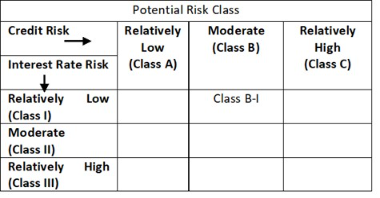 Potential Risk Class
Credit Risk
Relatively Low (Class A)
Moderate (Class B)
Relatively High (Class C)
Interest Rate Risk
Relatively Low (Class I)
Class B-I
Moderate (Class II)
Relatively High (Class III)